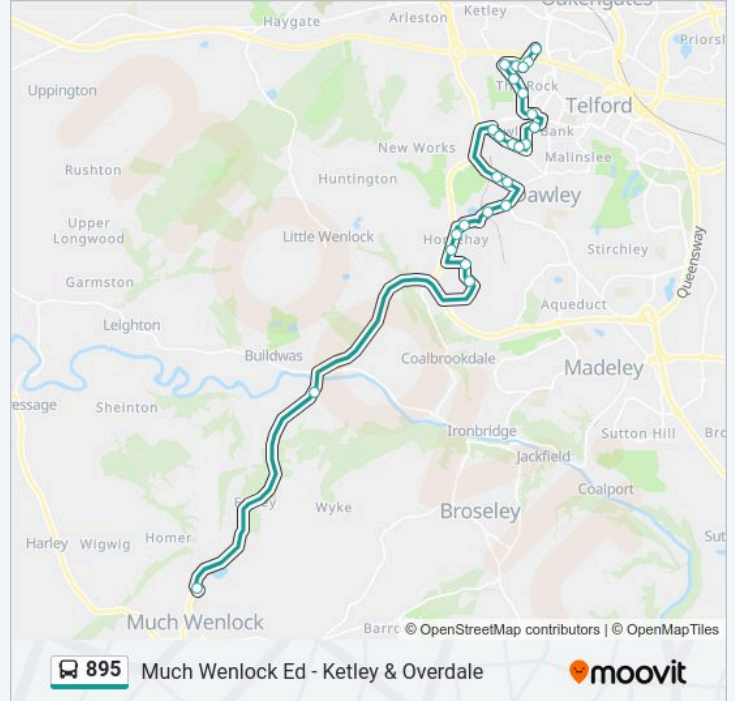 Oakengates
Ketley
Arleston
Haygate
Priorsl
Uppington
The Rock
Telford
New Works
Lawley Bank
Malinslee
Rushton
Huntington
Dawley
Upper
Longwood
Little Wenlock
Horsehay
Stirchley
Queensway
Garmston
Aqueduct
Leighton
Buildwas
Coalbrookdale
Madeley
essage
Sheinton
Ironbridge
Sutton Hill
Bro
Jackfield
Coalport
Farley
Wyke
Broseley
Harley
Wigwig
Homer
Sut
Much Wenlock
Barro
© OpenStreetMap contributors | © OpenMapTiles
895
Much Wenlock Ed - Ketley & Overdale
moovit